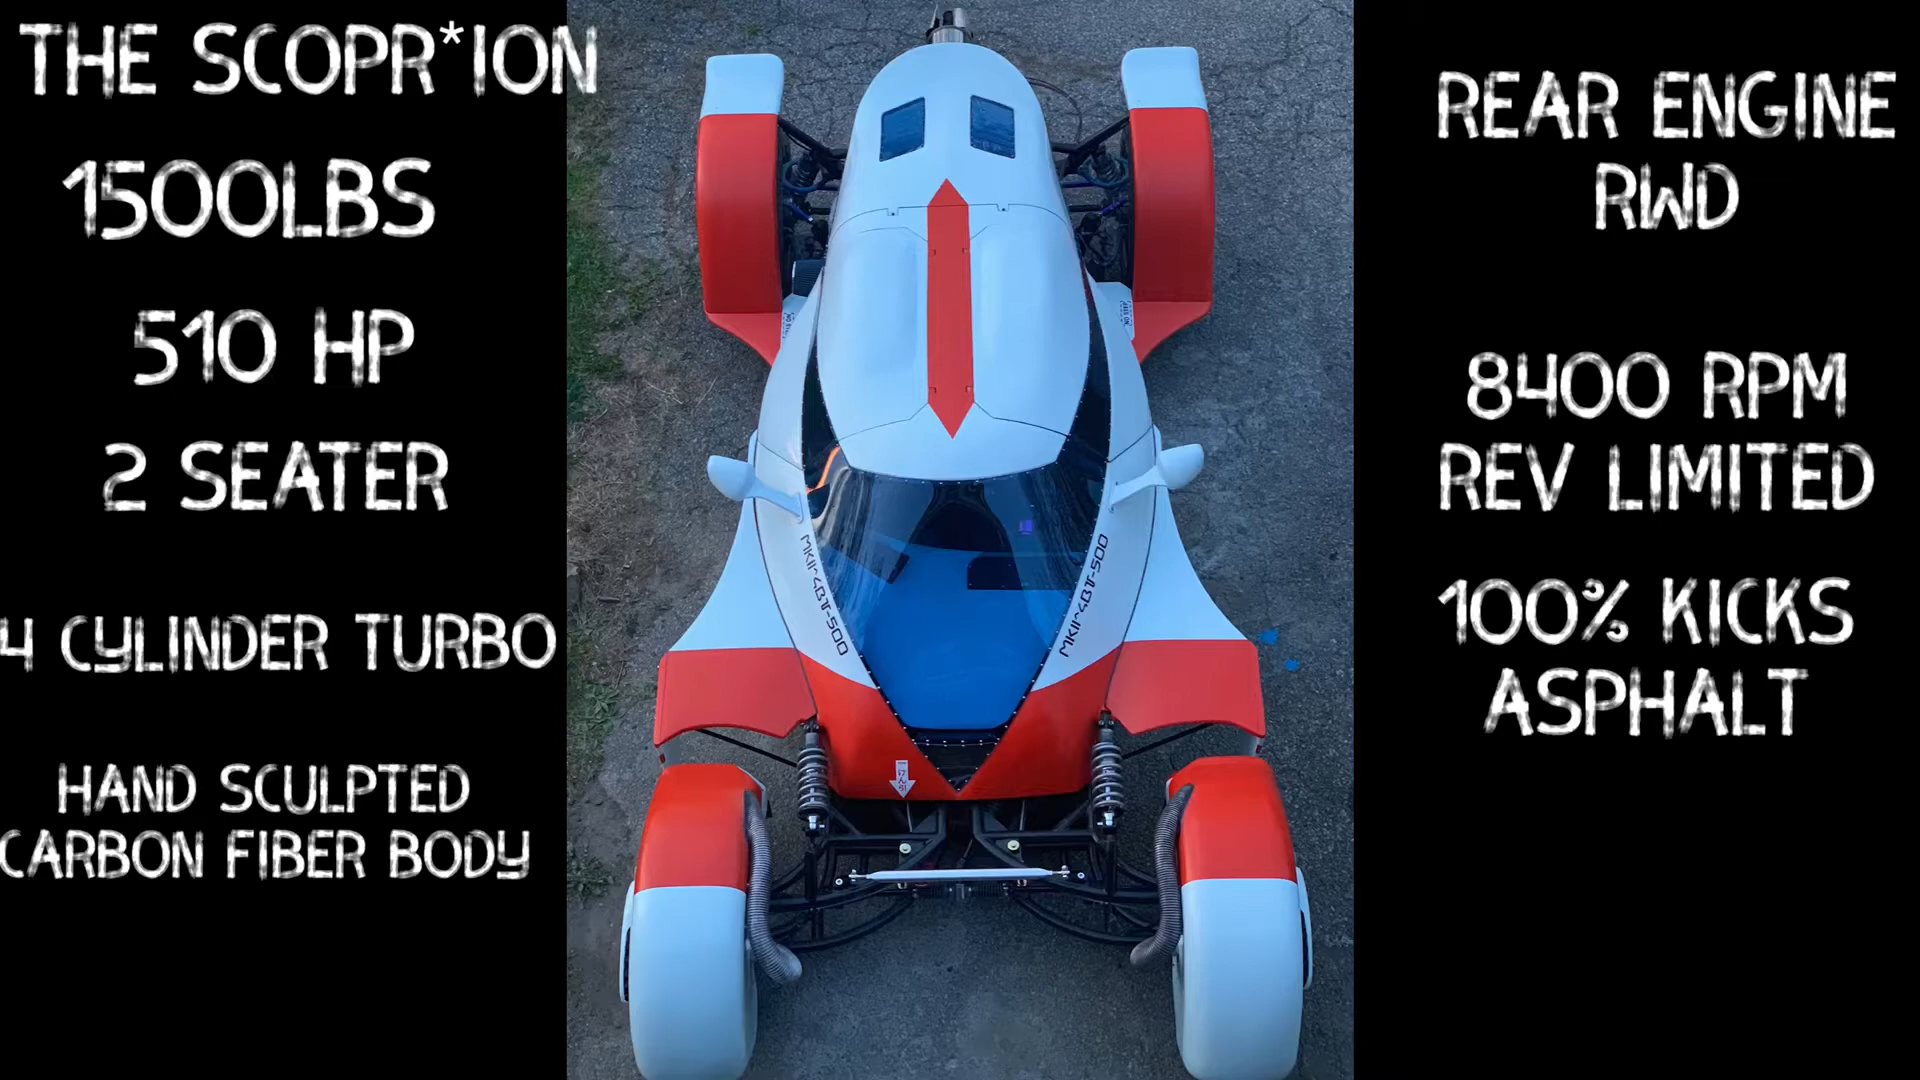 THE SCOPR*ION
1500LBS
510 HP
2 SEATER
4 CYLINDER TURBO
HAND SCULPTED
CARBON FIBER BODY
REAR ENGINE
RWD
8400 RPM
REV LIMITED
100% KICKS
ASPHALT